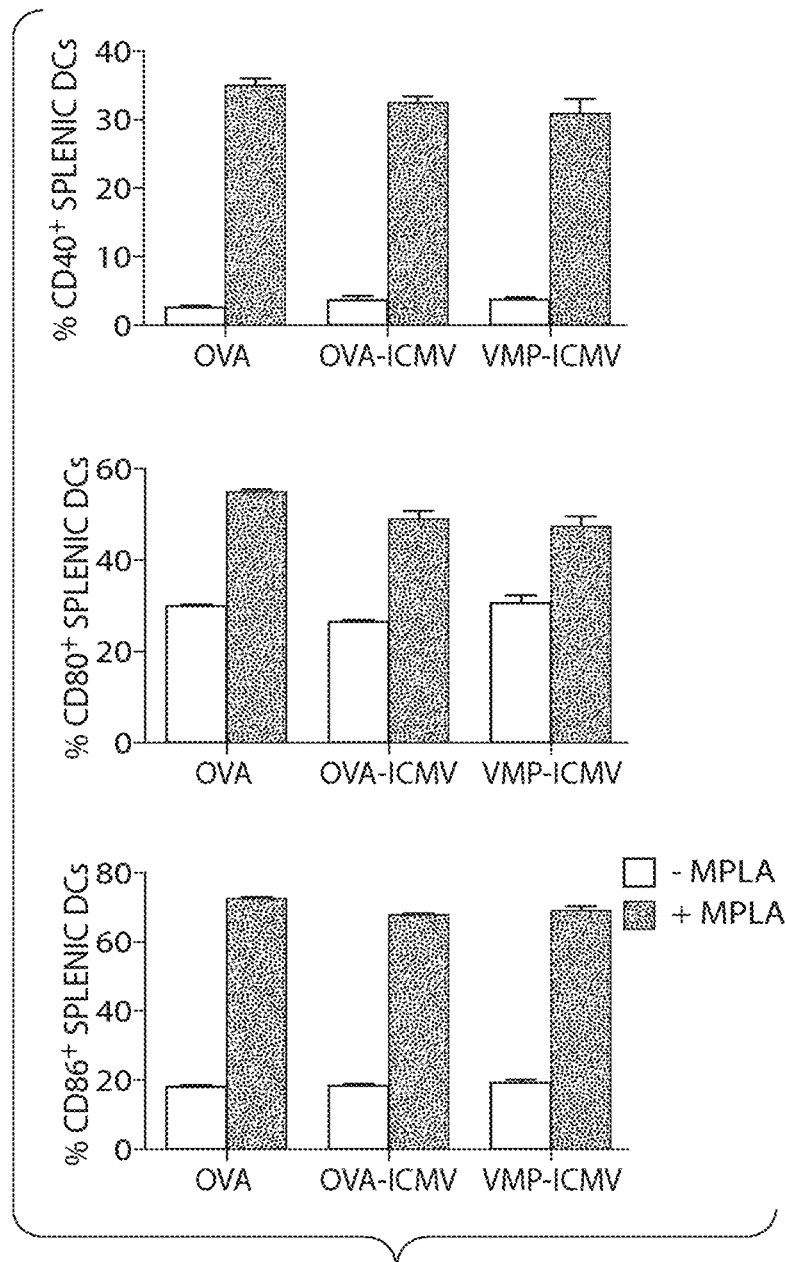 % CD40+ SPLENIC DCs
40
30
20
10
0
OVA
OVA-ICMV
VMP-ICMV
% CD80+ SPLENIC DCs
60
40
20
0
OVA
OVA-ICMV
VMP-ICMV
% CD86+ SPLENIC DCs
80
60
40
20
0
OVA
OVA-ICMV
VMP-ICMV
- MPLA
+ MPLA